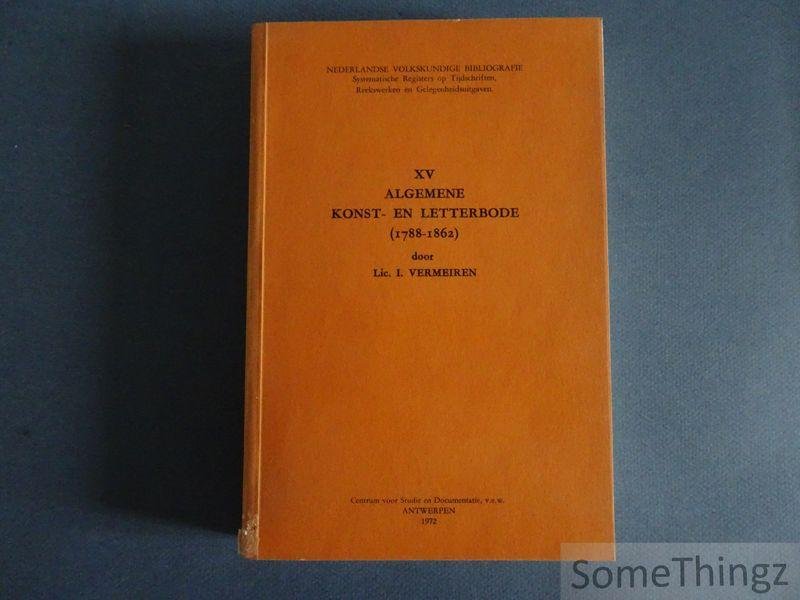 NEDERLANDSE VOLKSKUNDIGE BIBLIOGRAFIE
Systematische Registers op Tijdschriften,
Reekswerken en Gelegenheidsuitgaven.
XV
ALGEMENE
KONST- EN LETTERBODE
(1788-1862)
door
Lic. I. VERMEIREN
Centrum voor Studie en Documentatie, v.z.w.
ANTWERPEN
1972
SomeThingz